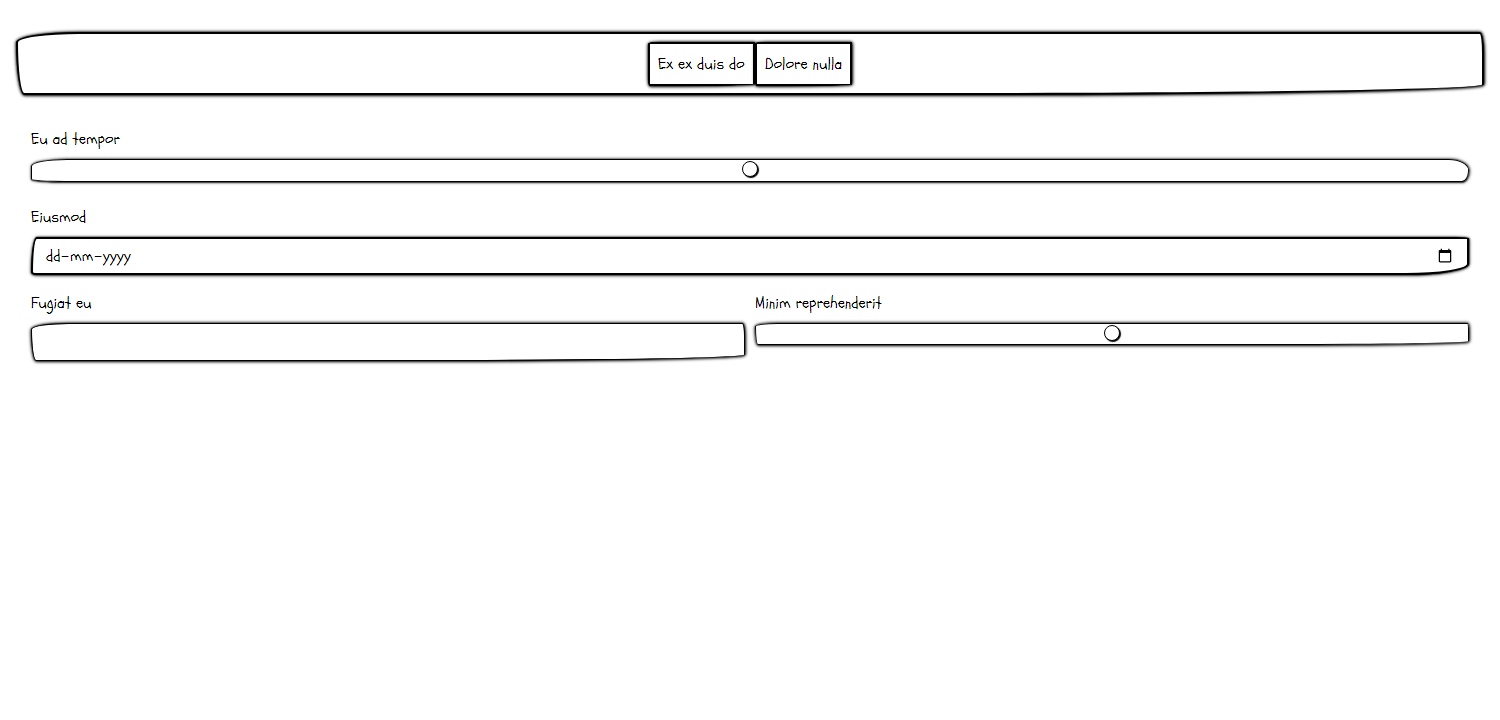 Ex ex duis do Dolore nulla
Eu ad tempor
Eiusmod
dd-mm-yyyy
Fugiat eu Minim reprehenderit